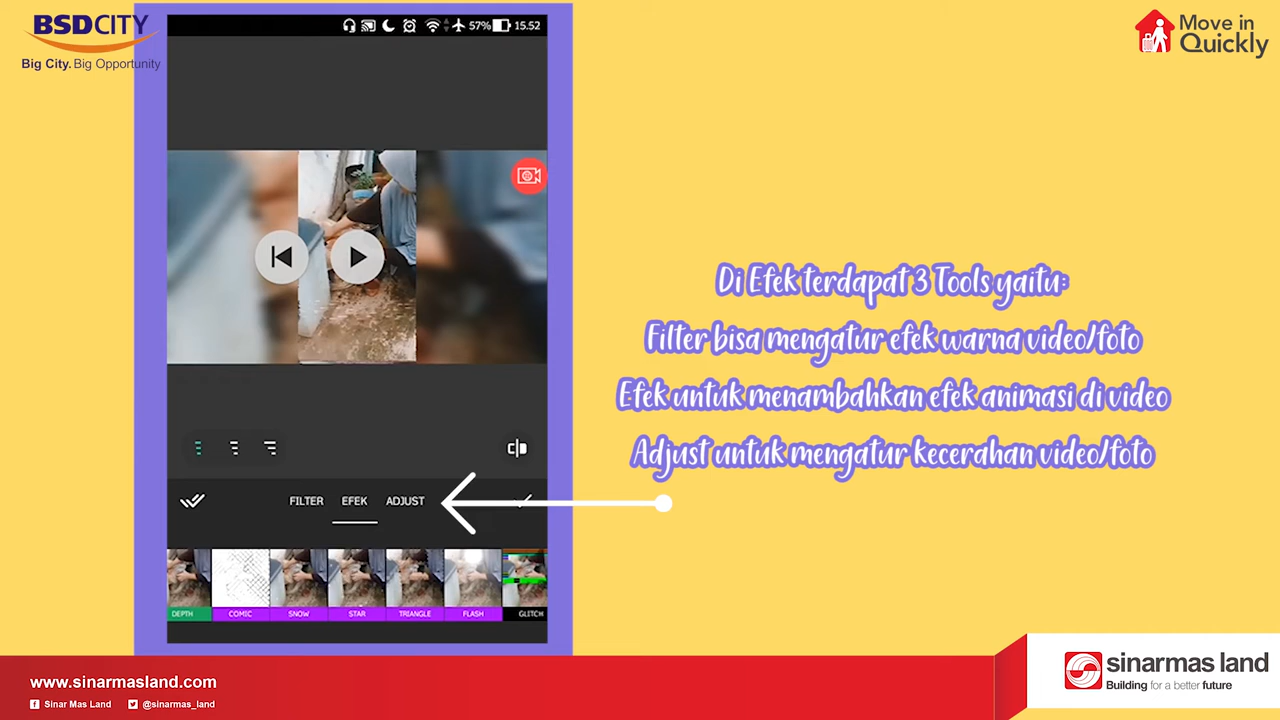 BSDCITY
Big City. Big Opportunity
57% 15.52
Move in
Quickly
Di Efek terdapat 3 Tools yaitu:
Filter bisa mengatur efek warna video/foto
Efek untuk menambahkan efek animasi di video
Adjust untuk mengatur kecerahan video/foto
FILTER EFEK ADJUST
DEPTH COMIC SNOW STAR TRIANGLE FLASH GLITCH
www.sinarmasland.com
Sinar Mas Land @sinarmas_land
sinarmas land
Building for a better future